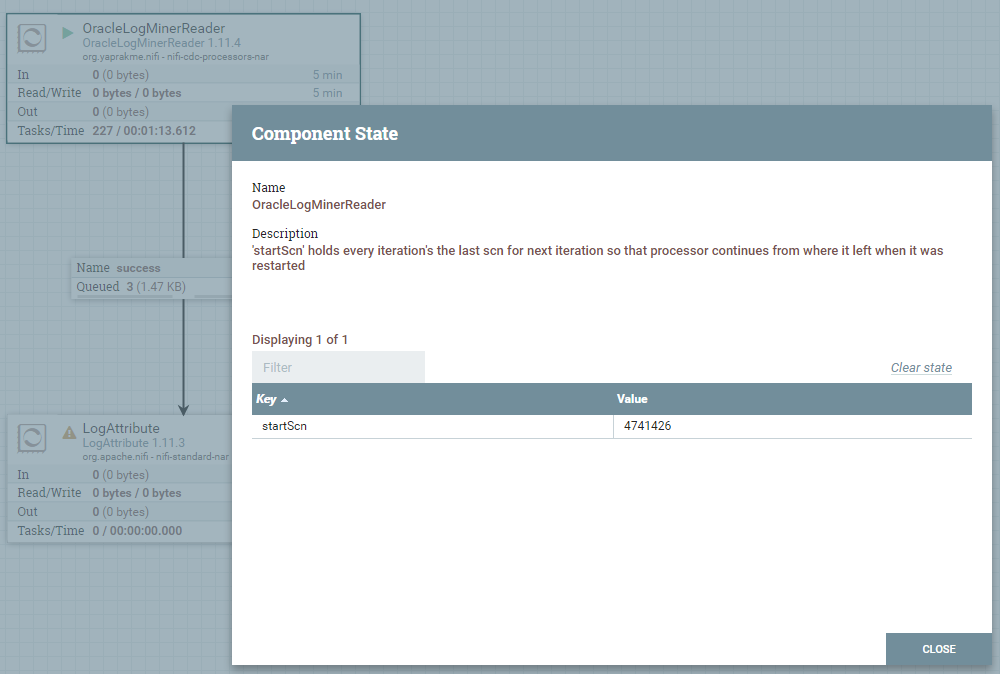 OracleLogMinerReader
OracleLogMinerReader 1.11.4
org.yaprakme.nifi - nifi-cdc-processors-nar
In 0 (0 bytes) 5 min
Read/Write 0 bytes / 0 bytes 5 min
Out 0 (0 bytes)
Tasks/Time 227 / 00:01:13.612
Name success
Queued 3 (1.47 KB)
LogAttribute
LogAttribute 1.11.3
org.apache.nifi - nifi-standard-nar
In 0 (0 bytes)
Read/Write 0 bytes / 0 bytes
Out 0 (0 bytes)
Tasks/Time 0 / 00:00:00.000
Component State
Name
OracleLogMinerReader
Description
'startScn' holds every iteration's the last scn for next iteration so that processor continues from where it left when it was
restarted
Displaying 1 of 1
Filter
Clear state
Key Value
startScn 4741426
CLOSE